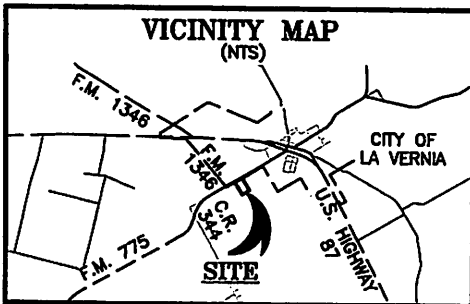 VICINITY MAP
(NTS)
F.M. 1346
F.M.
1346
CITY OF
LA VERNIA
C.R.
344
U.S. HIGHWAY
87
F.M. 775
SITE